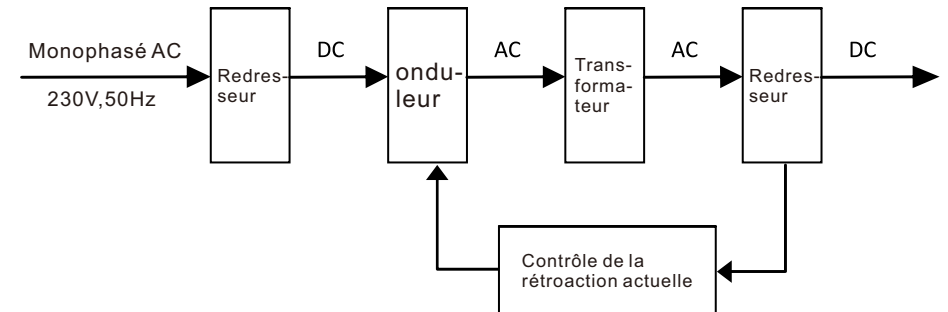 Monophasé AC
230V,50Hz
Redres-
seur
DC
ondu-
leur
AC
Trans-
forma-
teur
AC
Redres-
seur
DC
Contrôle de la
rétroaction actuelle